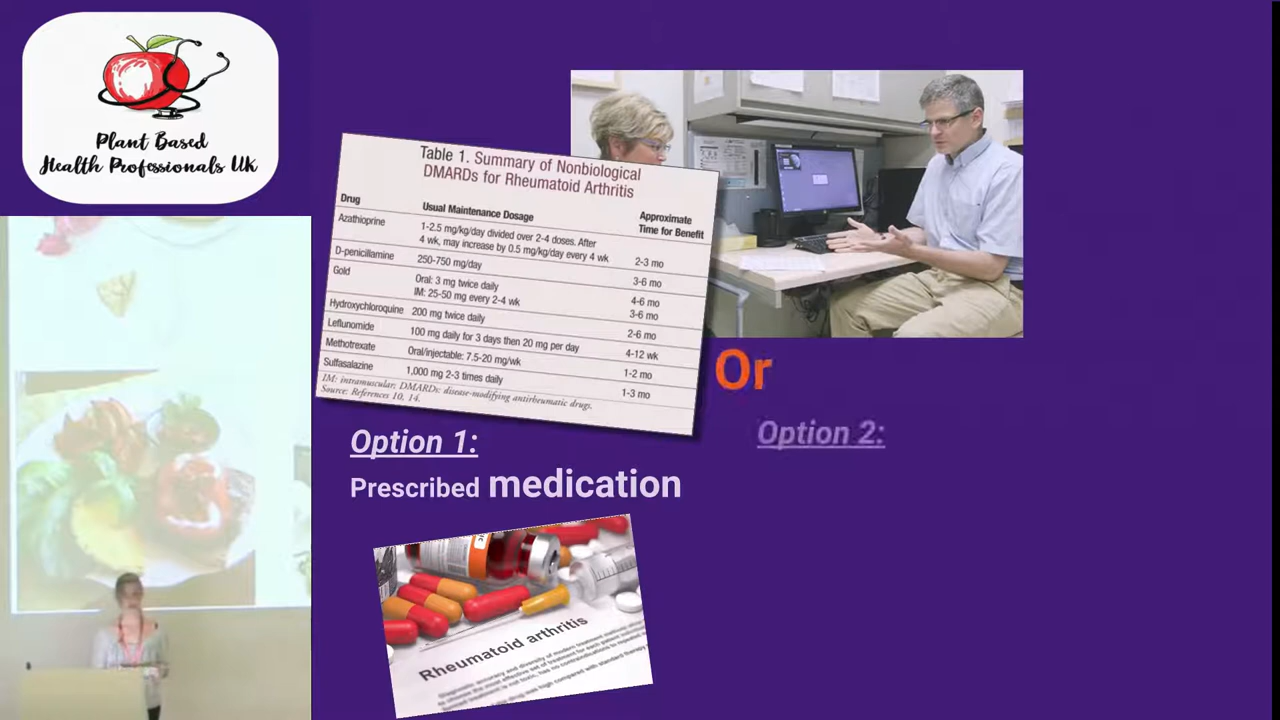 Plant Based
Health Professionals UK
Table 1. Summary of Nonbiological
DMARDs for Rheumatoid Arthritis
Drug Usual Maintenance Dosage Approximate
Time for Benefit
Azathioprine 1-2.5 mg/kg/day divided over 2-4 doses. After
4 wk, may increase by 0.5 mg/kg/day every 4 wk 2-3 mo
D-penicillamine 250-750 mg/day 3-6 mo
Gold Oral: 3 mg twice daily 4-6 mo
IM: 25-50 mg every 2-4 wk 3-6 mo
Hydroxychloroquine 200 mg twice daily 2-6 mo
Leflunomide 100 mg daily for 3 days then 20 mg per day 4-12 wk
Methotrexate Oral/injectable: 7.5-20 mg/wk 1-2 mo
Sulfasalazine 1,000 mg 2-3 times daily 1-3 mo
IM: intramuscular; DMARDs: disease-modifying antirheumatic drugs.
Source: References 10, 14.
Or
Option 1:
Option 2:
Prescribed medication
Rheumatoid arthritis